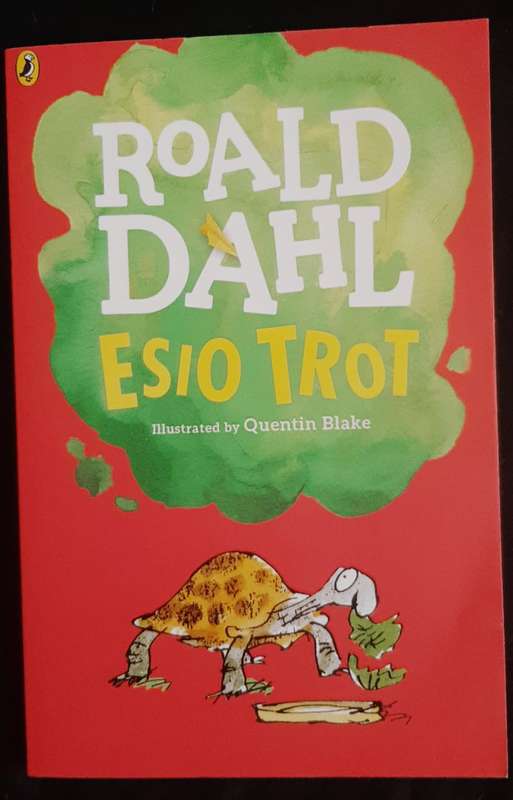 ROALD
DAHL
ESIO TROT
Illustrated by Quentin Blake